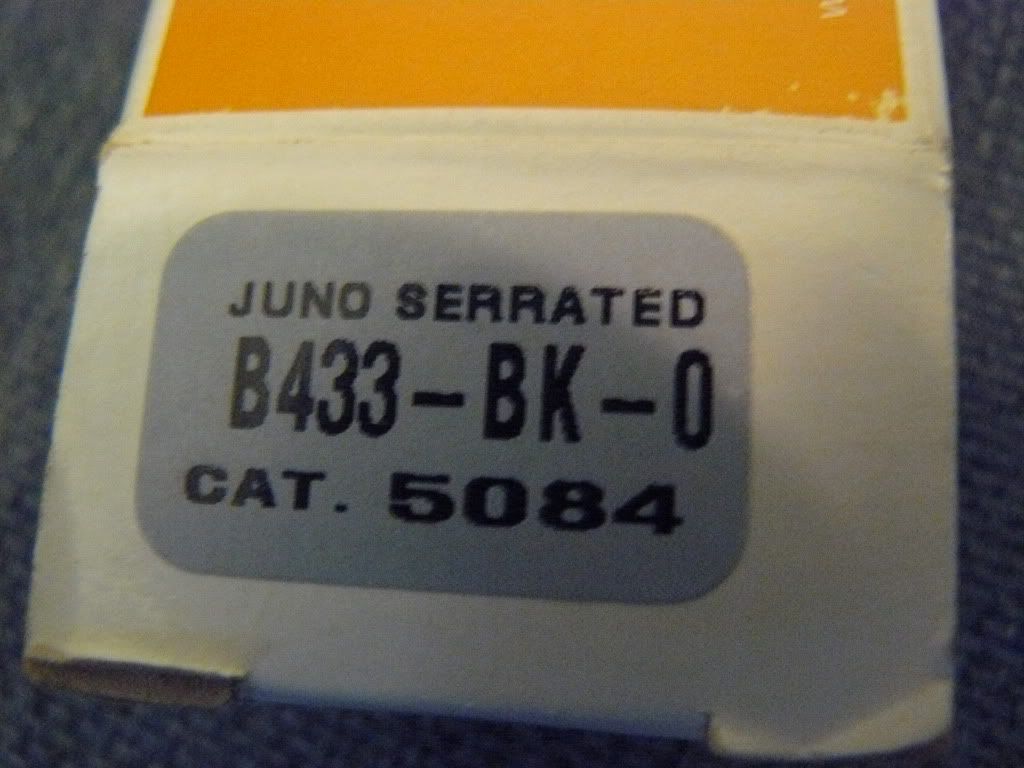 JUNO SERRATED
B433-BK-0
CAT. 5084